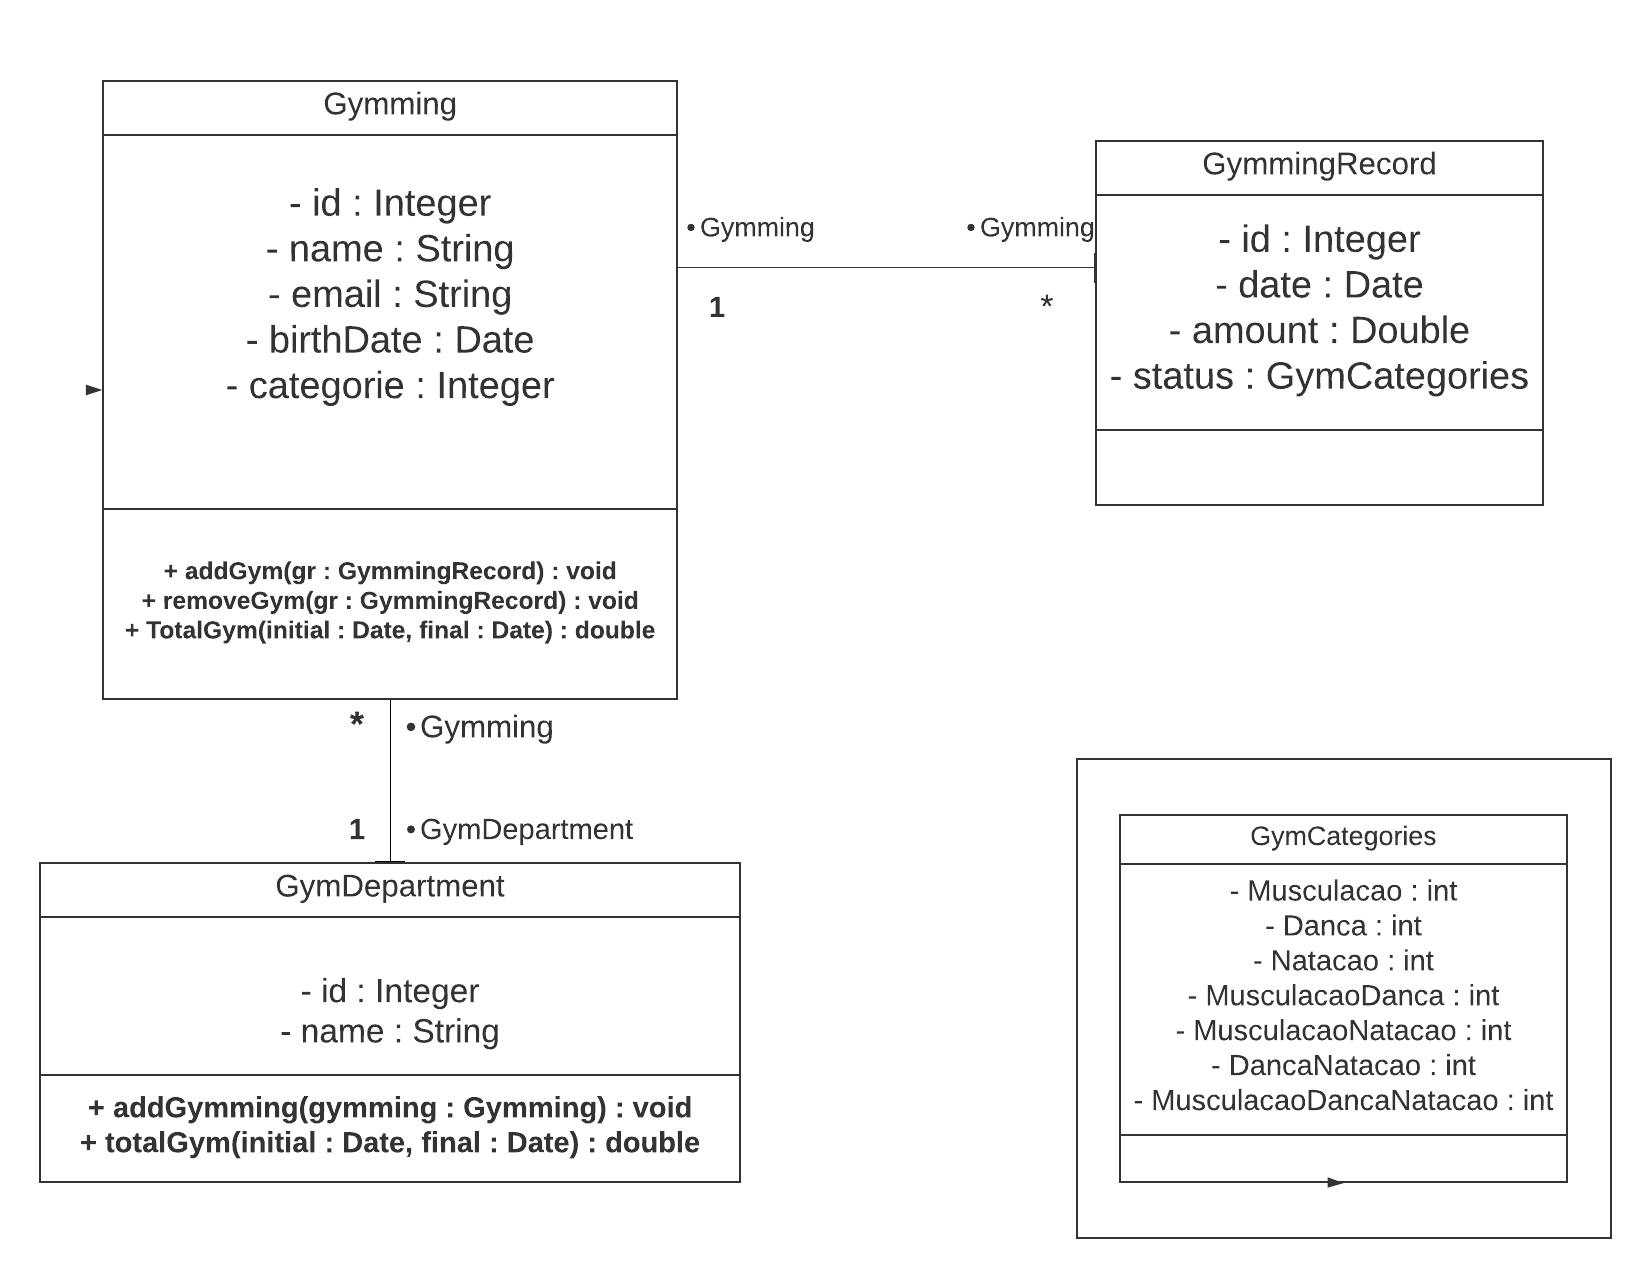 Gymming
- id : Integer
- name : String
- email : String
- birthDate : Date
- categorie : Integer
+ addGym(gr : GymmingRecord) : void
+ removeGym(gr : GymmingRecord) : void
+ TotalGym(initial : Date, final : Date) : double
• Gymming
• Gymming
1
*
GymmingRecord
- id : Integer
- date : Date
- amount : Double
- status : GymCategories
*
• Gymming
1
• GymDepartment
GymDepartment
- id : Integer
- name : String
+ addGymming(gymming : Gymming) : void
+ totalGym(initial : Date, final : Date) : double
GymCategories
- Musculacao : int
- Danca : int
- Natacao : int
- MusculacaoDanca : int
- MusculacaoNatacao : int
- DancaNatacao : int
- MusculacaoDancaNatacao : int